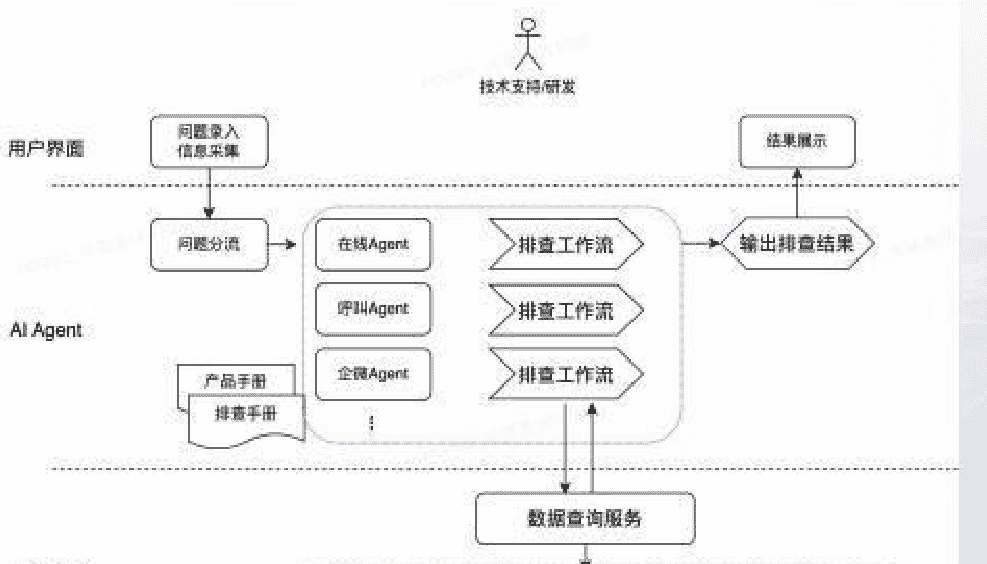 技术支持/研发
用户界面
问题录入
信息采集
结果展示
问题分流
在线Agent
排查工作流
输出排查结果
呼叫Agent
排查工作流
AI Agent
企微Agent
排查工作流
产品手册
排查手册
⋮
数据查询服务